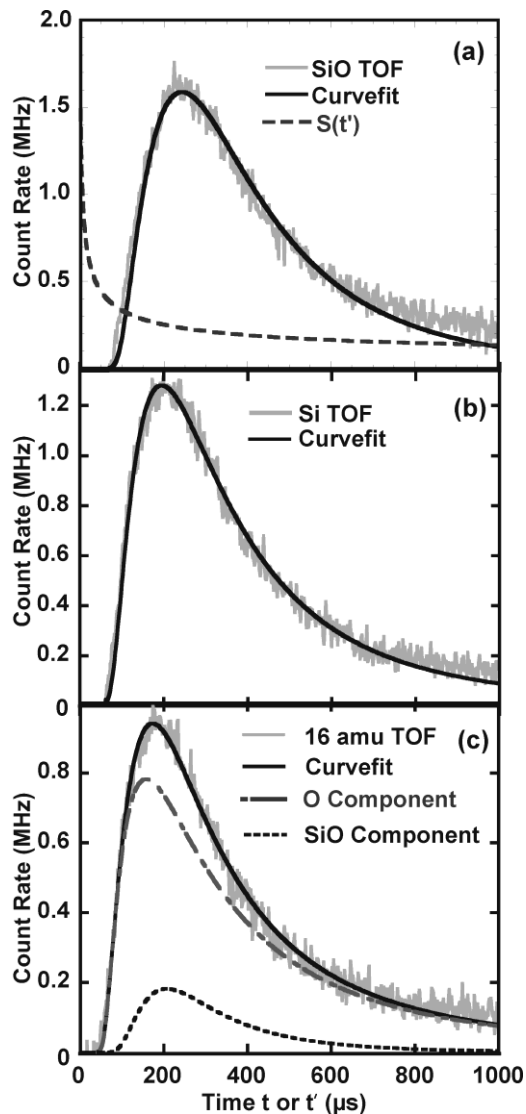 2.0
(a)
SiO TOF
Curvefit
S(t')
1.5
1.0
0.5
0
Count Rate (MHz)
(b)
Si TOF
Curvefit
1.2
1.0
0.8
0.6
0.4
0.2
0
Count Rate (MHz)
(c)
16 amu TOF
Curvefit
O Component
SiO Component
0.8
0.6
0.4
0.2
0
Count Rate (MHz)
0 200 400 600 800 1000
Time t or t′ (μs)